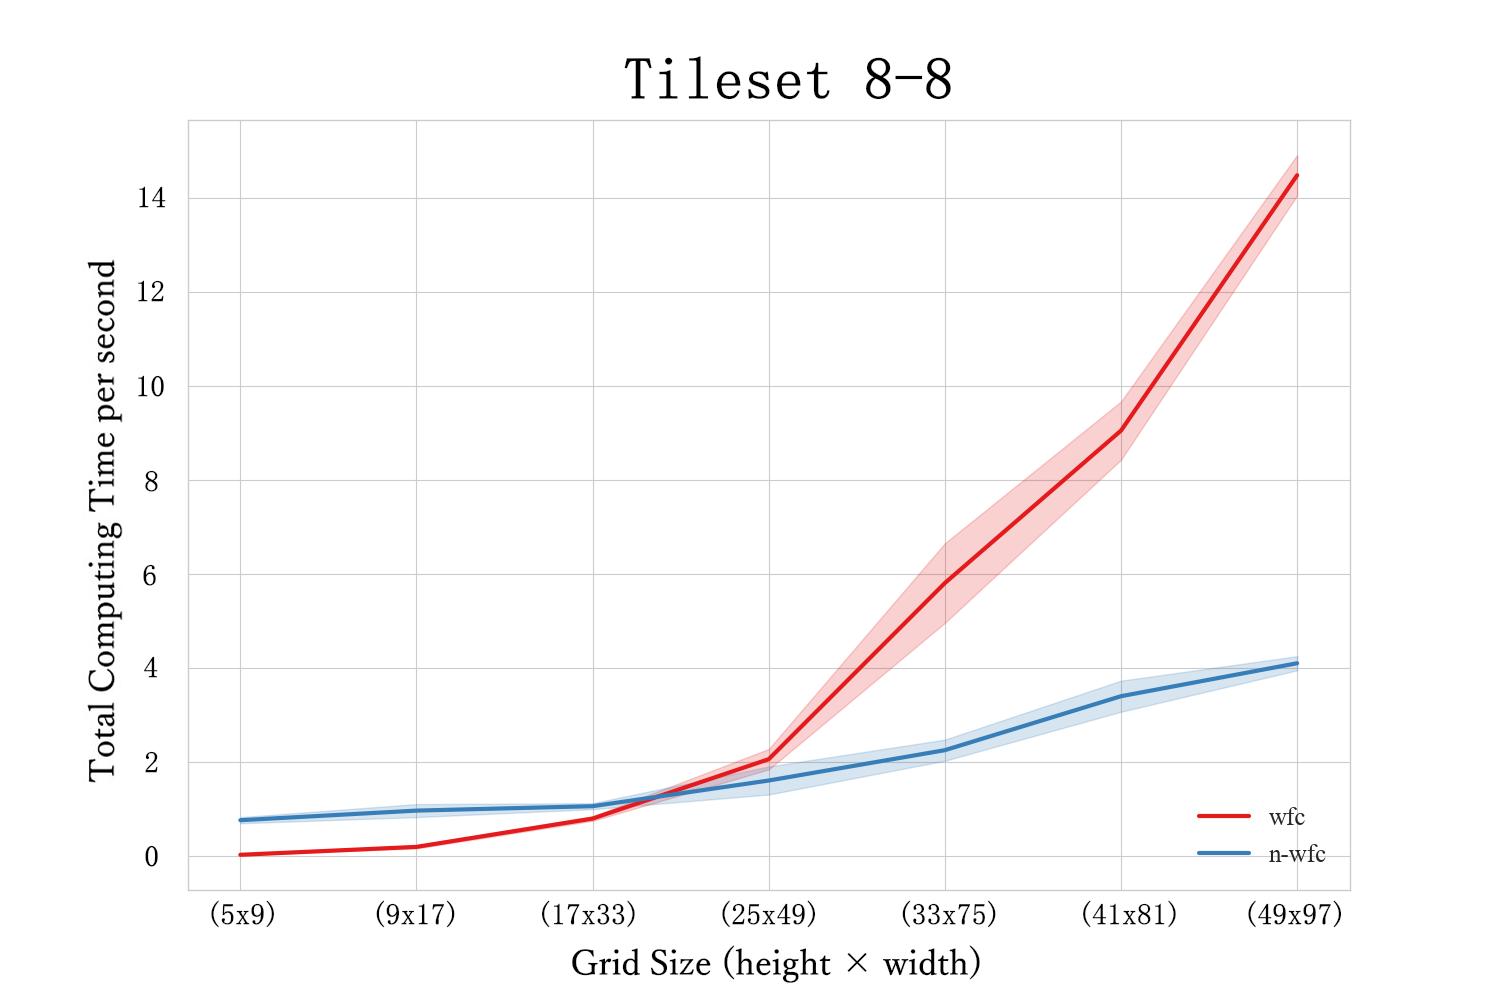 Tileset 8-8
14
12
10
8
6
4
2
0
Total Computing Time per second
wfc
n-wfc
(5x9) (9x17) (17x33) (25x49) (33x75) (41x81) (49x97)
Grid Size (height × width)